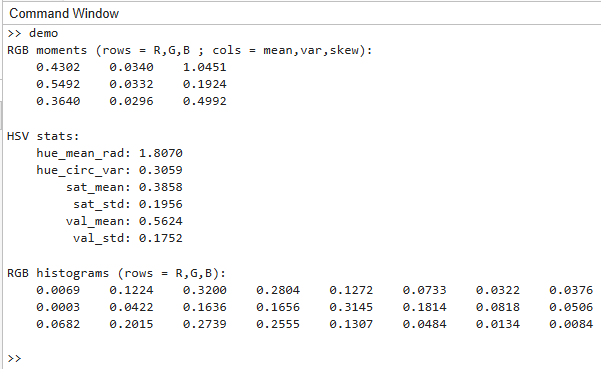 Command Window
>> demo
RGB moments (rows = R,G,B ; cols = mean,var,skew):
0.4302 0.0340 1.0451
0.5492 0.0332 0.1924
0.3640 0.0296 0.4992
HSV stats:
hue_mean_rad: 1.8070
hue_circ_var: 0.3059
sat_mean: 0.3858
sat_std: 0.1956
val_mean: 0.5624
val_std: 0.1752
RGB histograms (rows = R,G,B):
0.0069 0.1224 0.3200 0.2804 0.1272 0.0733 0.0322 0.0376
0.0003 0.0422 0.1636 0.1656 0.3145 0.1814 0.0818 0.0506
0.0682 0.2015 0.2739 0.2555 0.1307 0.0484 0.0134 0.0084
>>